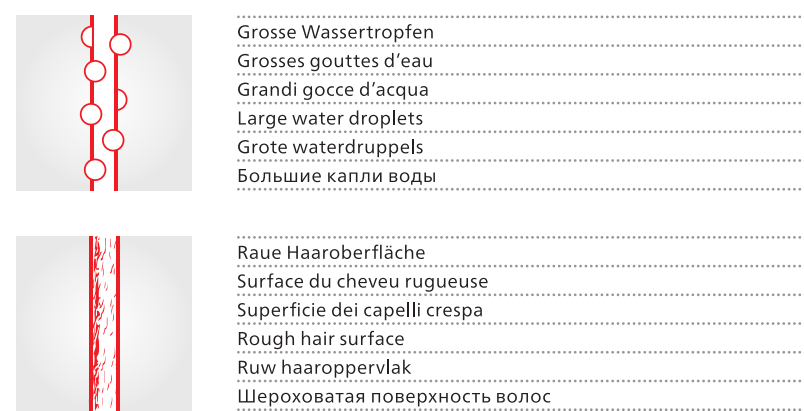 Grosse Wassertropfen
Grosses gouttes d’eau
Grandi gocce d’acqua
Large water droplets
Grote waterdruppels
Большие капли воды
Raue Haaroberfläche
Surface du cheveu rugueuse
Superficie dei capelli crespa
Rough hair surface
Ruw haaroppervlak
Шероховатая поверхность волос